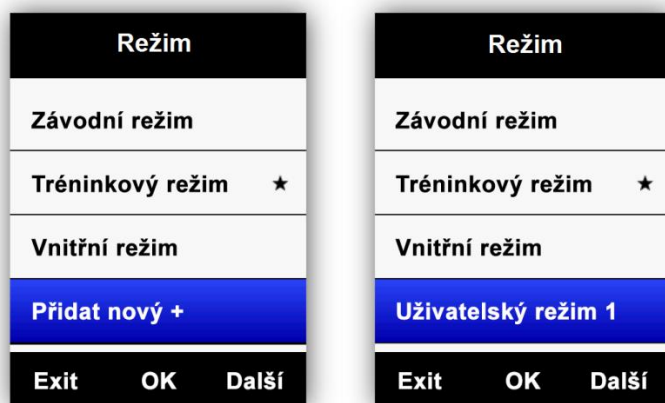 Režim
Závodní režim
Tréninkový režim ★
Vnitřní režim
Přidat nový +
Exit OK Další
Režim
Závodní režim
Tréninkový režim ★
Vnitřní režim
Uživatelský režim 1
Exit OK Další